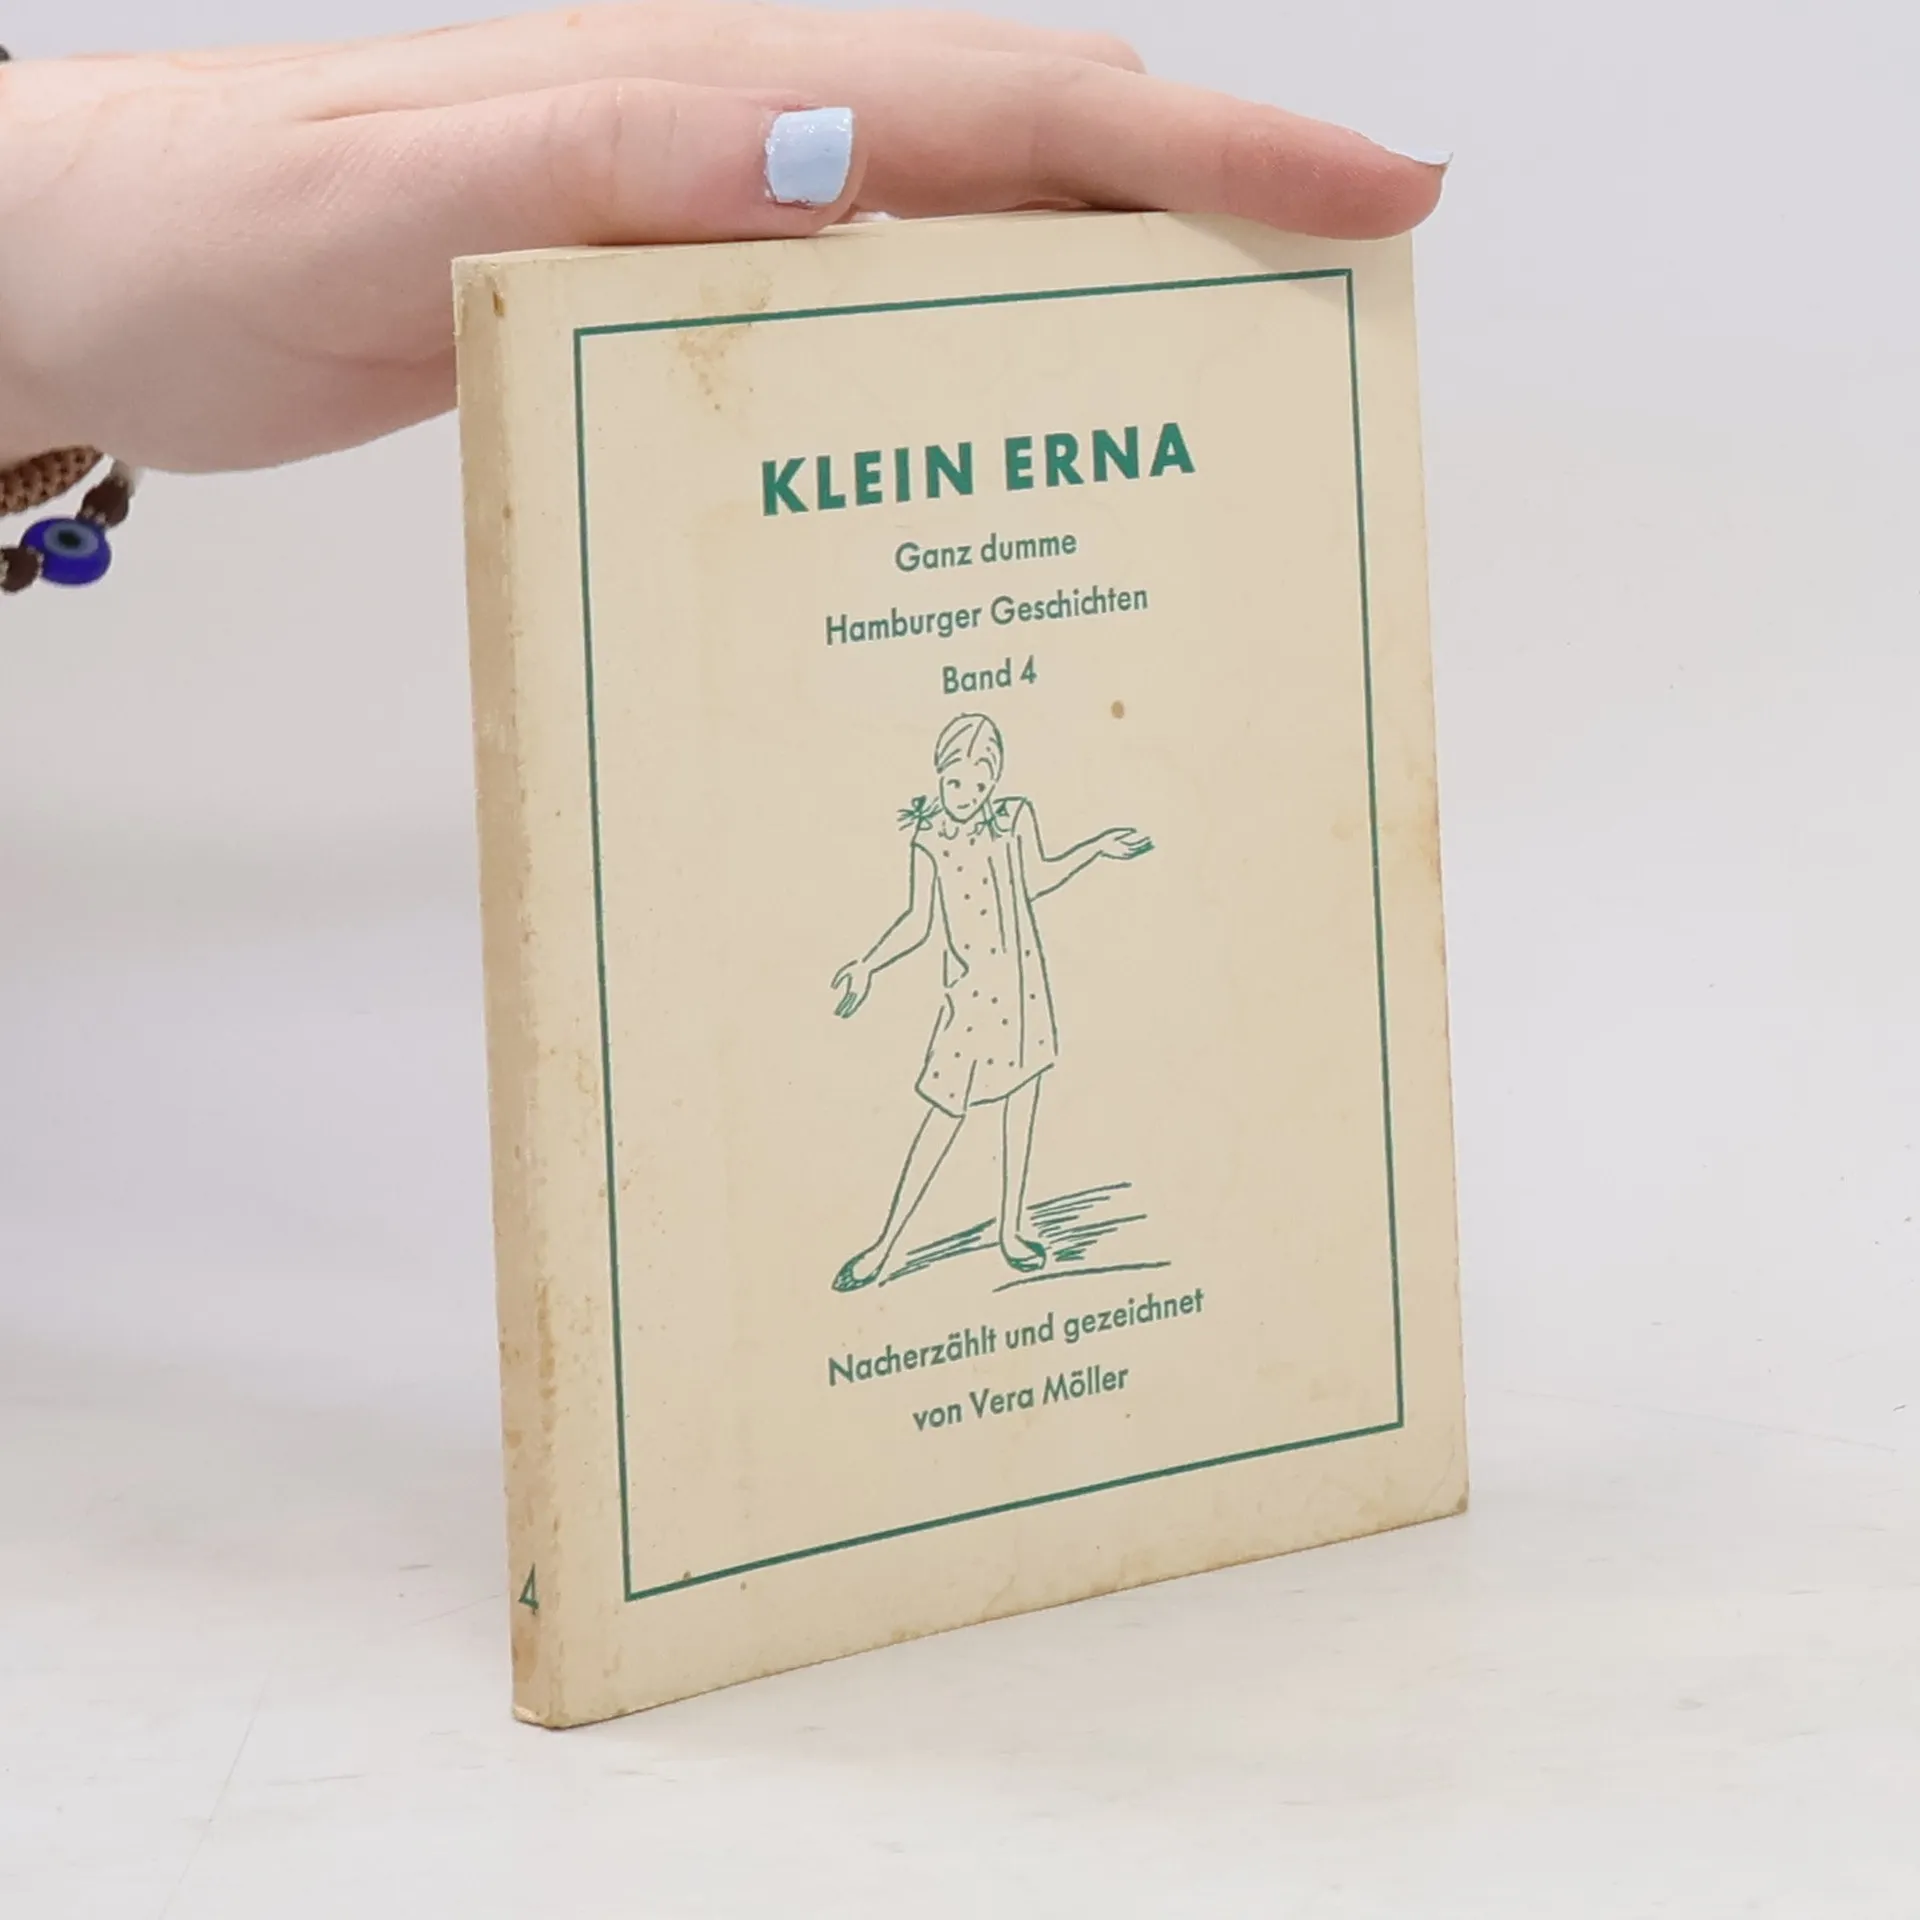 KLEIN ERNA
Ganz dumme
Hamburger Geschichten
Band 4
Nacherzählt und gezeichnet
von Vera Möller
4